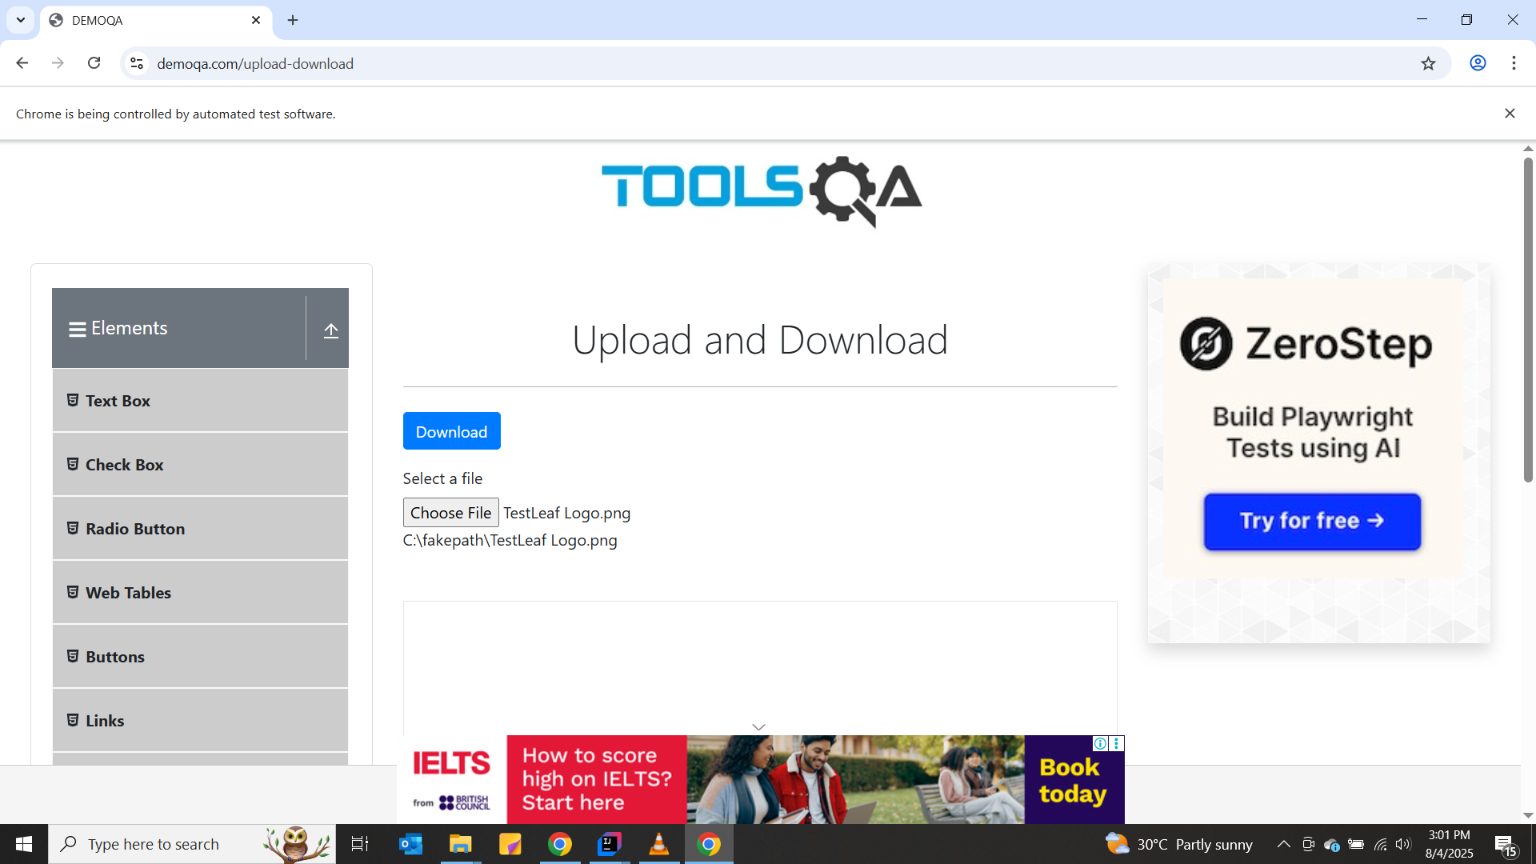 DEMOQA
demoqa.com/upload-download
Chrome is being controlled by automated test software.
TOOLSQA
Elements
Text Box
Check Box
Radio Button
Web Tables
Buttons
Links
Upload and Download
Download
Select a file
Choose File TestLeaf Logo.png
C:\fakepath\TestLeaf Logo.png
ZeroStep
Build Playwright
Tests using AI
Try for free →
IELTS
from BRITISH COUNCIL
How to score
high on IELTS?
Start here
Book
today
Type here to search
30°C Partly sunny
3:01 PM
8/4/2025
15